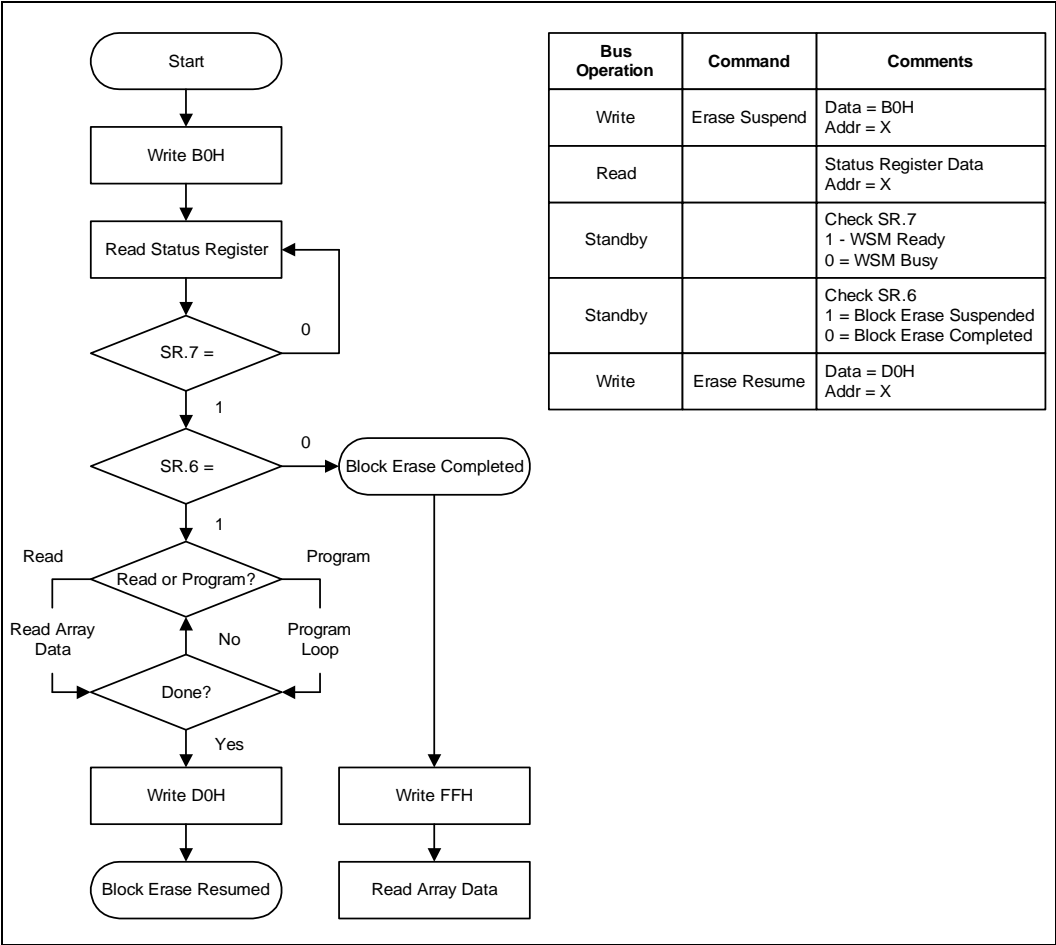 Start
Write B0H
Read Status Register
0
SR.7 =
1
0
SR.6 =
Block Erase Completed
1
Read
Program
Read or Program?
Read Array
Data
No
Program
Loop
Done?
Yes
Write D0H
Write FFH
Block Erase Resumed
Read Array Data
Bus
Operation
Command
Comments
Write
Erase Suspend
Data = B0H
Addr = X
Read
Status Register Data
Addr = X
Standby
Check SR.7
1 - WSM Ready
0 = WSM Busy
Standby
Check SR.6
1 = Block Erase Suspended
0 = Block Erase Completed
Write
Erase Resume
Data = D0H
Addr = X